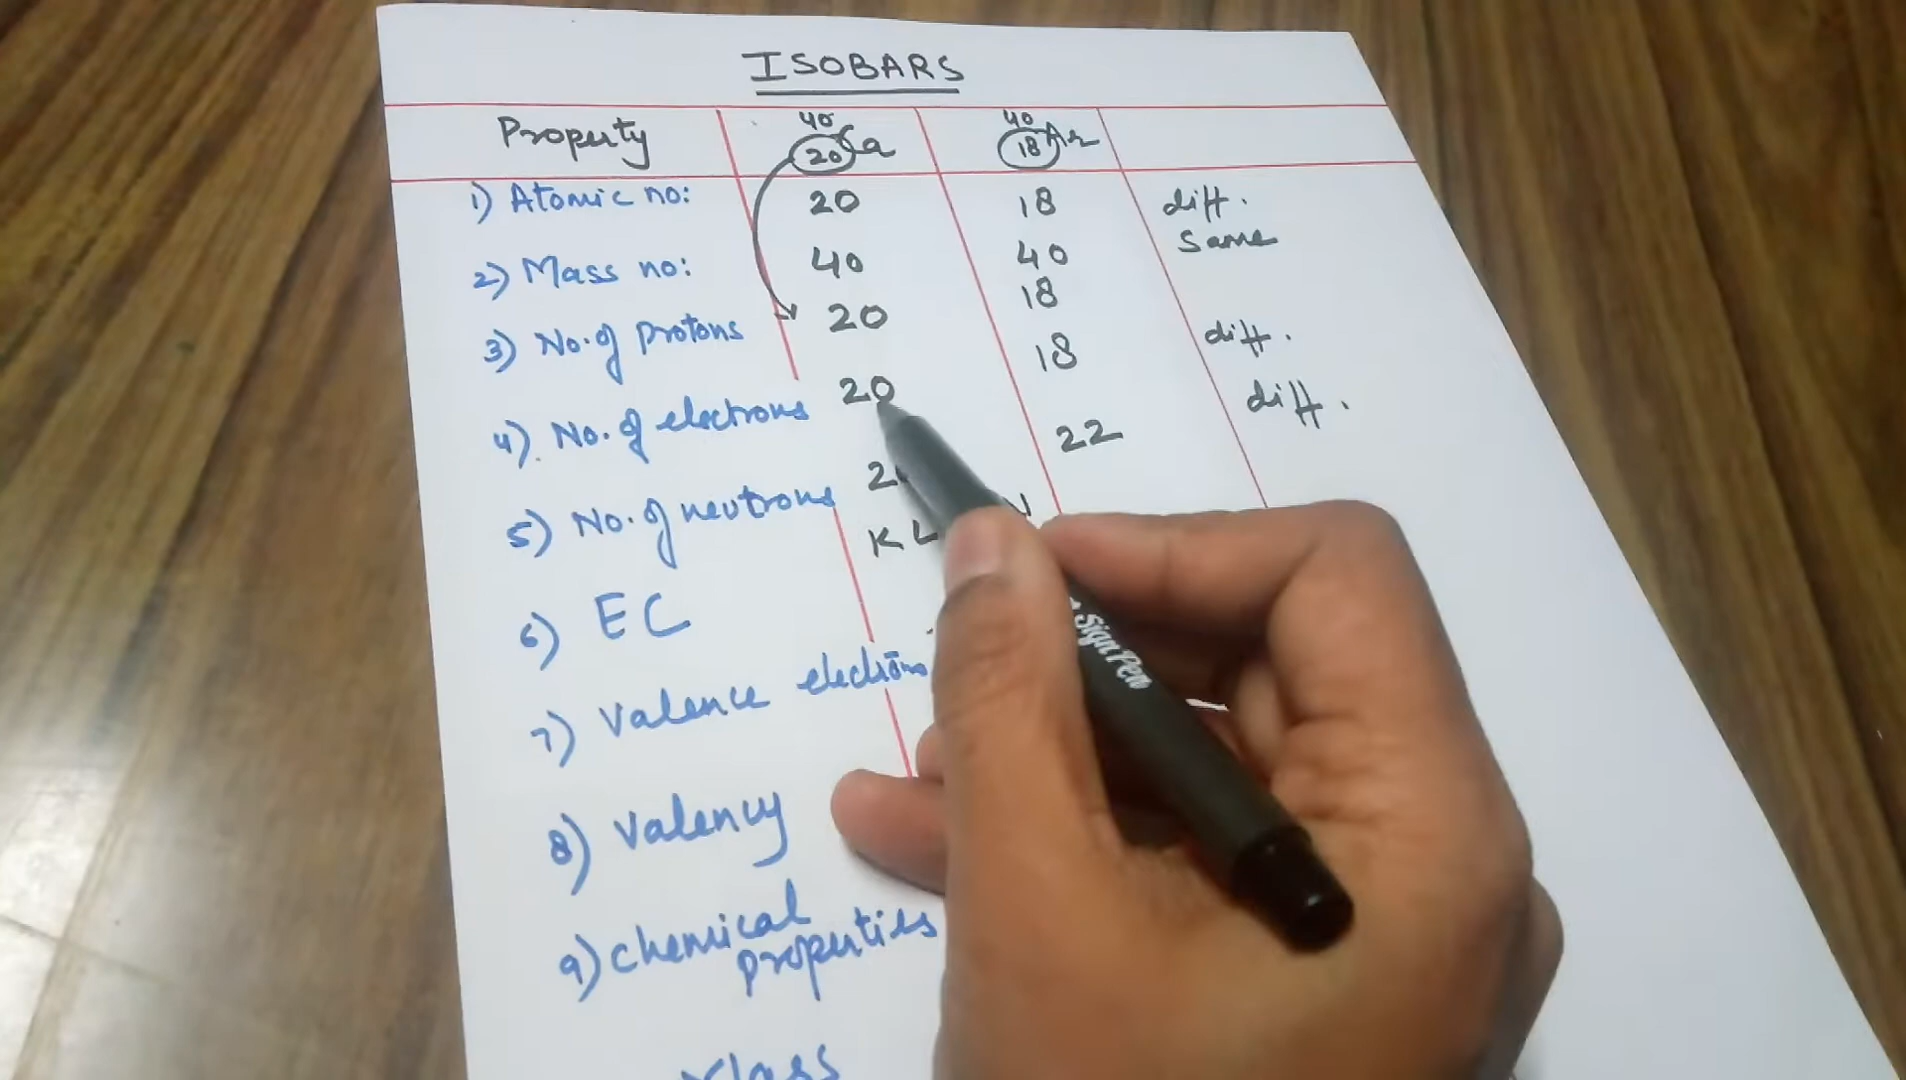 ISOBARS
Property 40 20 Ca 40 18 Ar
1) Atomic no: 20 18 diff.
2) Mass no: 40 40 same
3) No. of protons 20 18 diff.
4) No. of electrons 20 18 diff.
5) No. of neutrons 22
6) EC K L
7) Valence electrons
8) Valency
9) chemical properties
Sign Pen